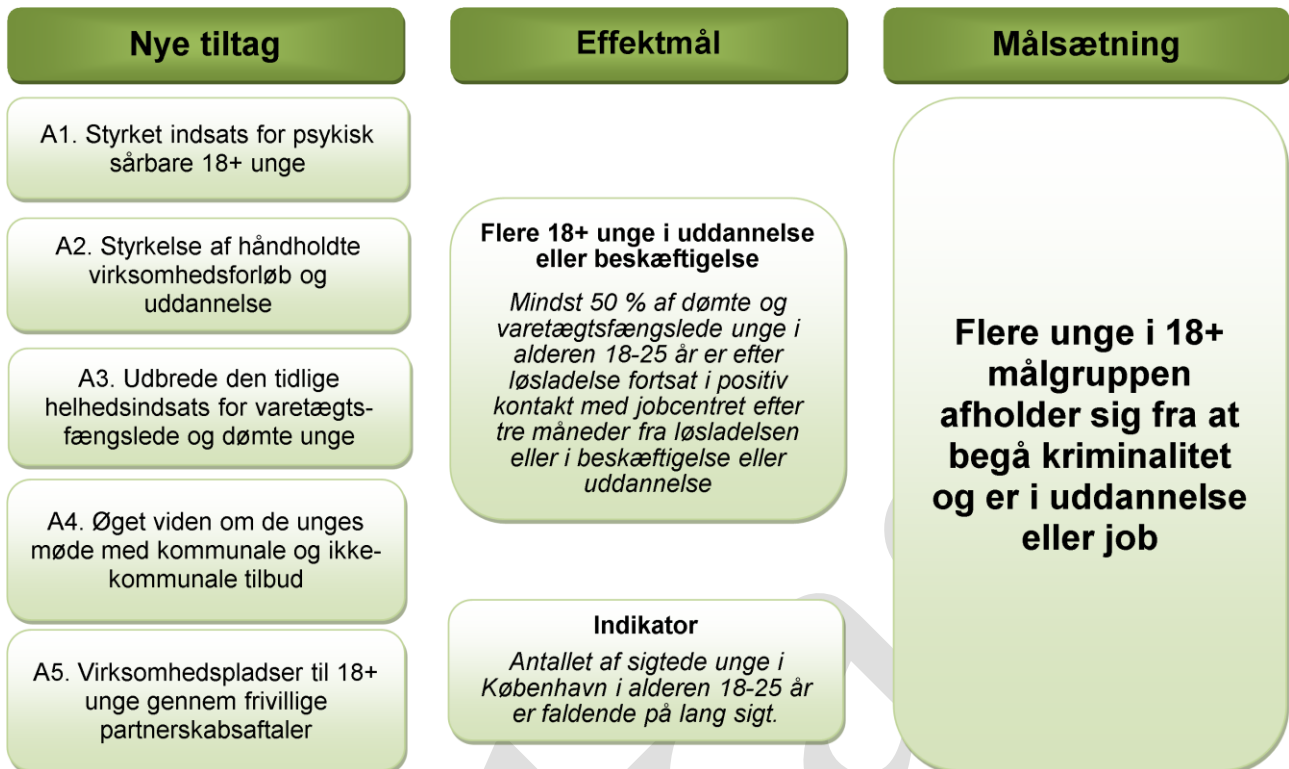 Nye tiltag
A1. Styrket indsats for psykisk
sårbare 18+ unge
A2. Styrkelse af håndholdte
virksomhedsforløb og
uddannelse
A3. Udbrede den tidlige
helhedsindsats for varetægts-
fængslede og dømte unge
A4. Øget viden om de unges
møde med kommunale og ikke-
kommunale tilbud
A5. Virksomhedspladser til 18+
unge gennem frivillige
partnerskabsaftaler
Effektmål
Flere 18+ unge i uddannelse
eller beskæftigelse
Mindst 50 % af dømte og
varetægtsfængslede unge i
alderen 18-25 år er efter
løsladelse fortsat i positiv
kontakt med jobcentret efter
tre måneder fra løsladelsen
eller i beskæftigelse eller
uddannelse
Indikator
Antallet af sigtede unge i
København i alderen 18-25 år
er faldende på lang sigt.
Målsætning
Flere unge i 18+
målgruppen
afholder sig fra at
begå kriminalitet
og er i uddannelse
eller job